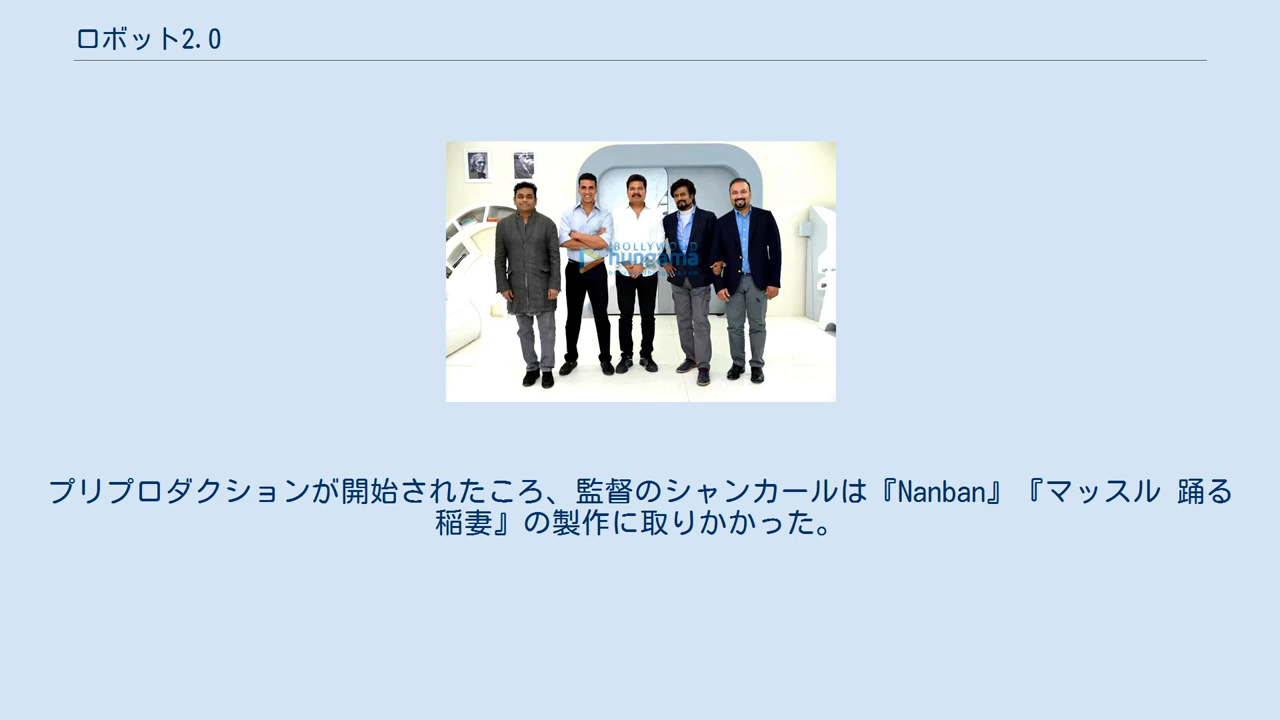 ロボット2.0
BOLLYWOOD
hungama
プリプロダクションが開始されたころ、監督のシャンカールは『Nanban』『マッスル 踊る
稲妻』の製作に取りかかった。